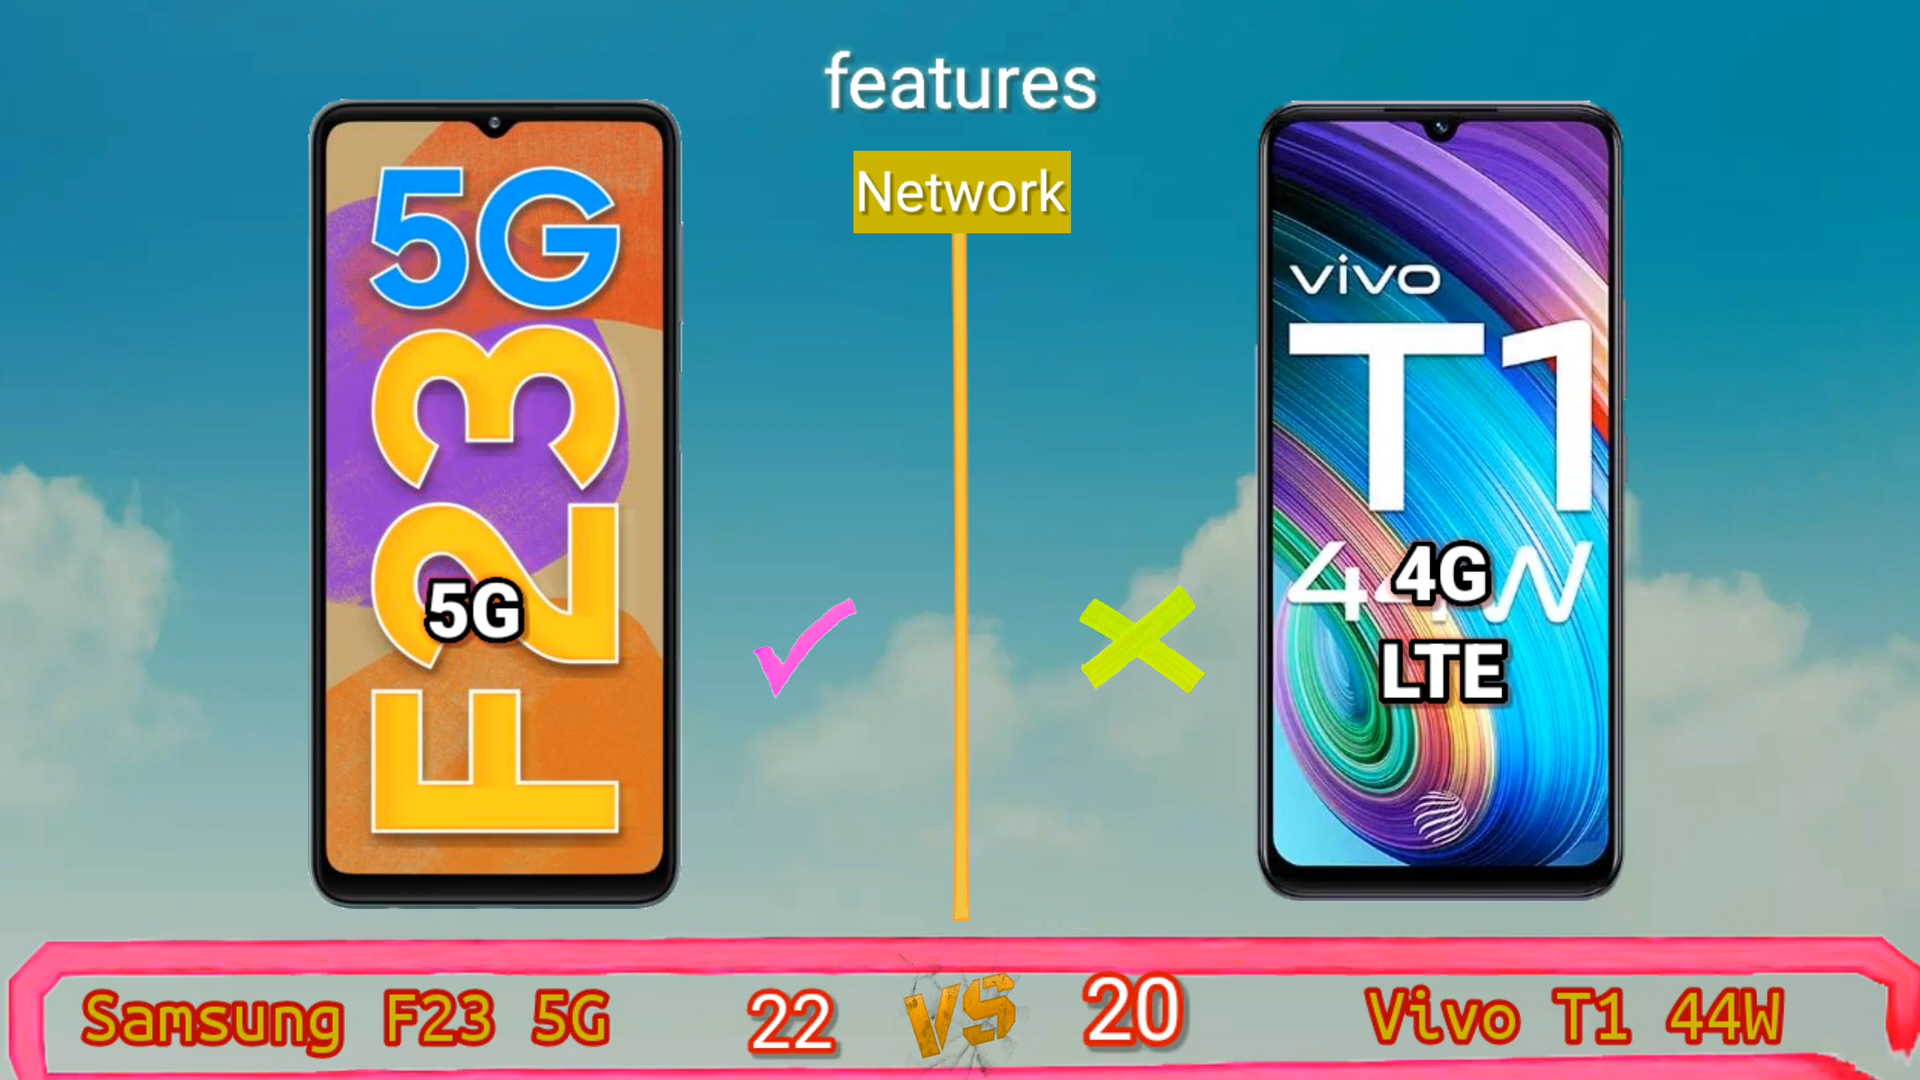 features
Network
5G
F23
5G
vivo
T1
44W
4G
LTE
Samsung F23 5G 22 VS 20 Vivo T1 44W